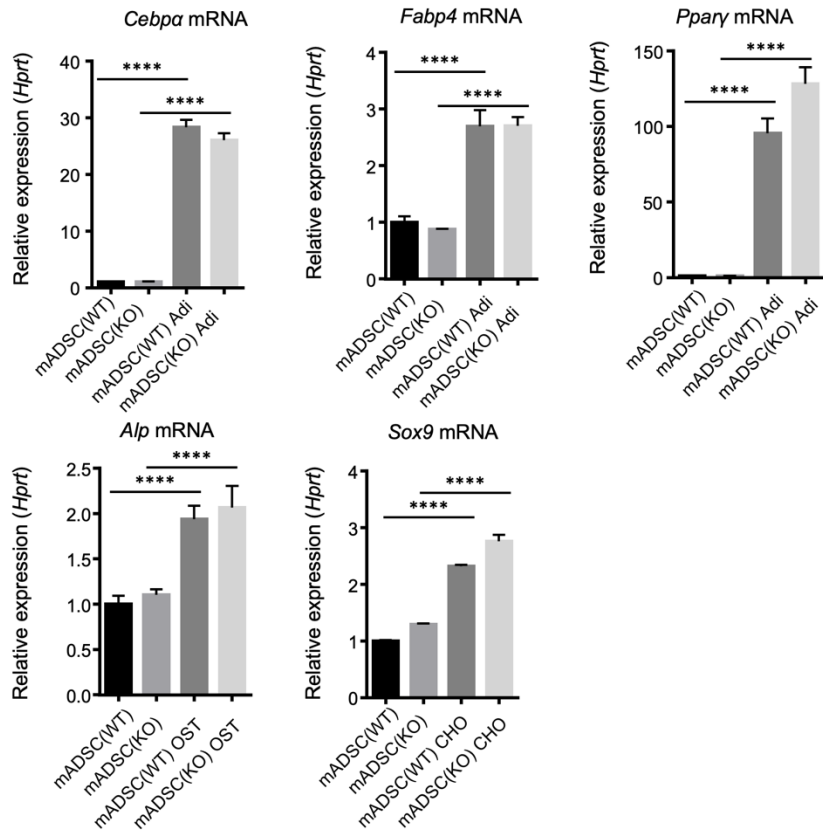 Cebpα mRNA
Relative expression (Hprt)
40
30
20
10
0
****
****
mADSC(WT)
mADSC(KO)
mADSC(WT) Adi
mADSC(KO) Adi
Fabp4 mRNA
Relative expression (Hprt)
4
3
2
1
0
****
****
mADSC(WT)
mADSC(KO)
mADSC(WT) Adi
mADSC(KO) Adi
Pparγ mRNA
Relative expression (Hprt)
150
100
50
0
****
****
mADSC(WT)
mADSC(KO)
mADSC(WT) Adi
mADSC(KO) Adi
Alp mRNA
Relative expression (Hprt)
2.5
2.0
1.5
1.0
0.5
0.0
****
****
mADSC(WT)
mADSC(KO)
mADSC(WT) OST
mADSC(KO) OST
Sox9 mRNA
Relative expression (Hprt)
4
3
2
1
0
****
****
mADSC(WT)
mADSC(KO)
mADSC(WT) CHO
mADSC(KO) CHO